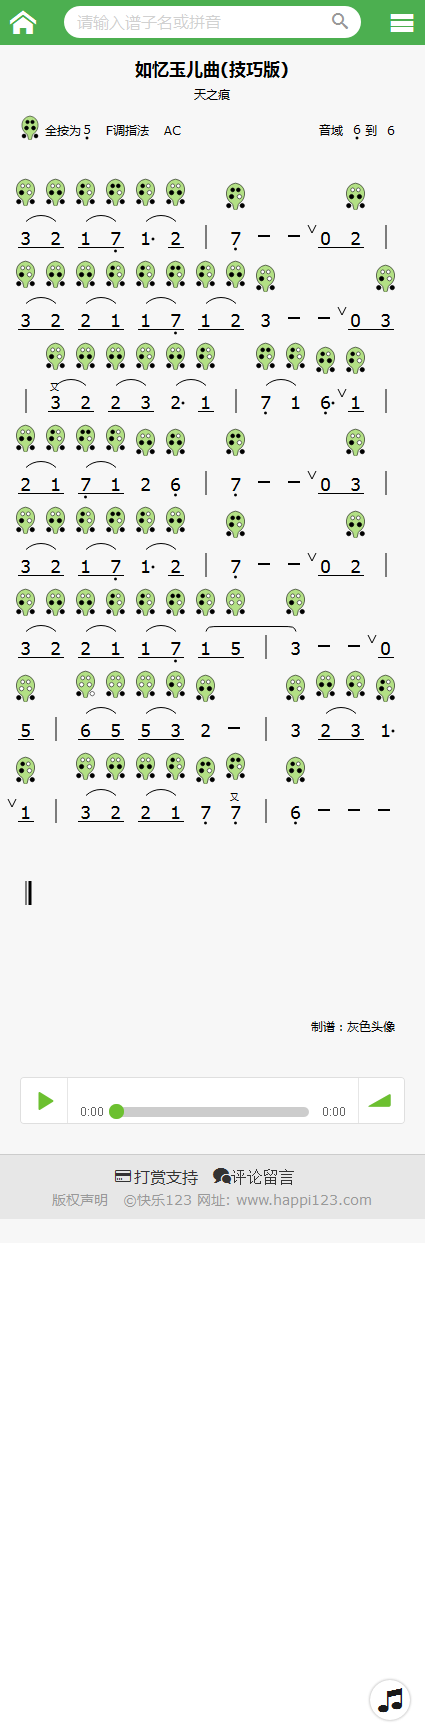 请输入谱子名或拼音
如忆玉儿曲(技巧版)
天之痕
全按为5 F调指法 AC 音域 6 到 6
3 2 1 7 1· 2 | 7 – – ∨0 2 |
3 2 2 1 1 7 1 2 3 – – ∨0 3
又
| 3 2 2 3 2· 1 | 7 1 6· ∨1 |
2 1 7 1 2 6 | 7 – – ∨0 3 |
3 2 1 7 1· 2 | 7 – – ∨0 2 |
3 2 2 1 1 7 1 5 | 3 – – ∨0
5 | 6 5 5 3 2 – | 3 2 3 1·
又
∨1 | 3 2 2 1 7 7 | 6 – – –
制谱：灰色头像
0:00 0:00
打赏支持 评论留言
版权声明 ©快乐123 网址: www.happi123.com